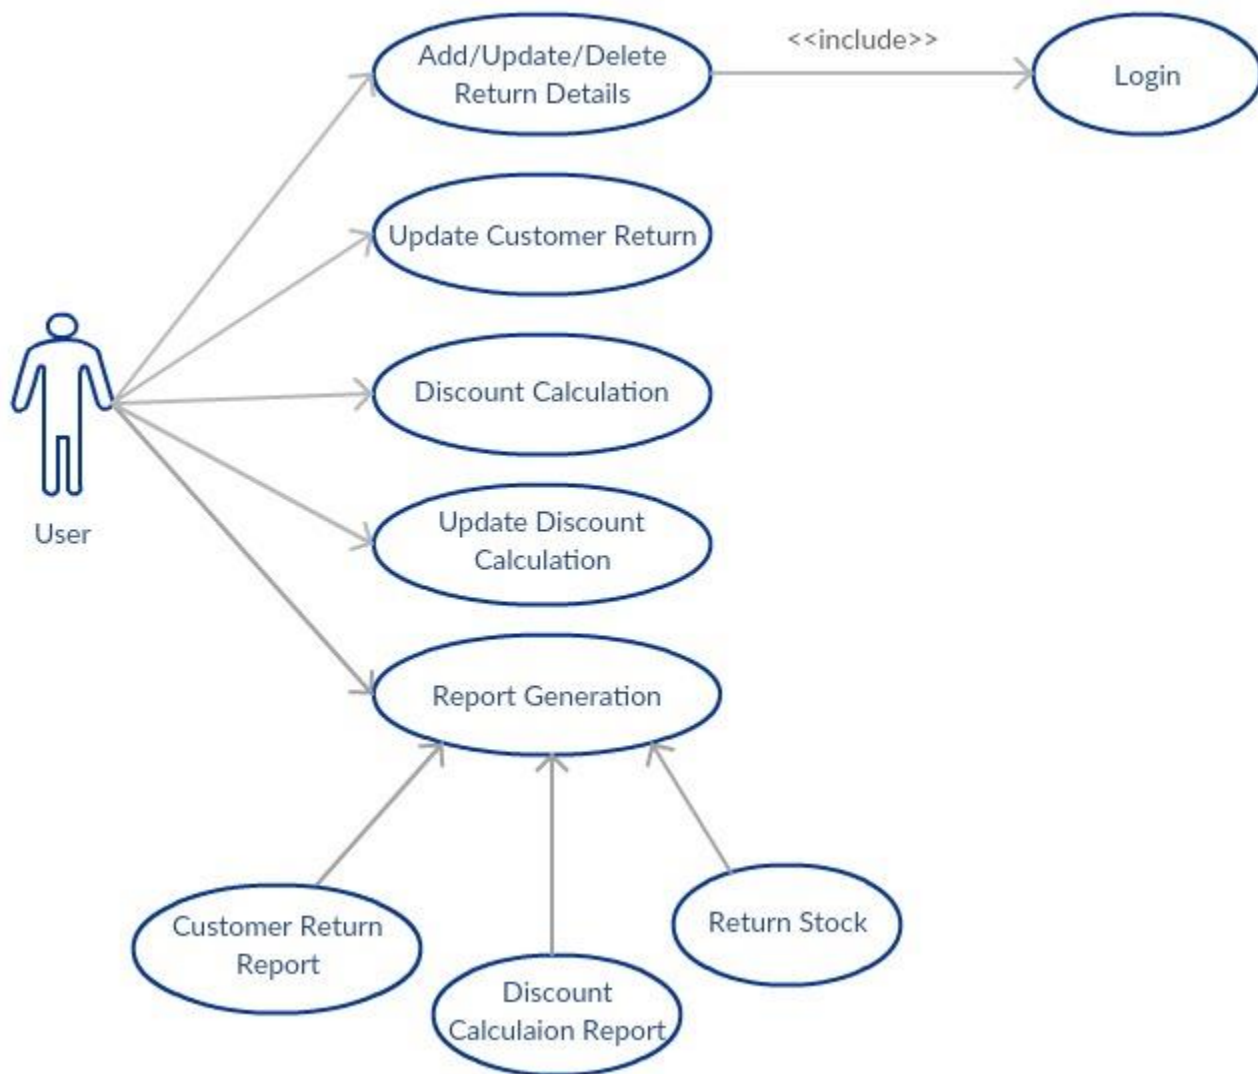 Add/Update/Delete
Return Details
<<include>>
Login
Update Customer Return
Discount Calculation
User
Update Discount
Calculation
Report Generation
Customer Return
Report
Return Stock
Discount
Calculaion Report